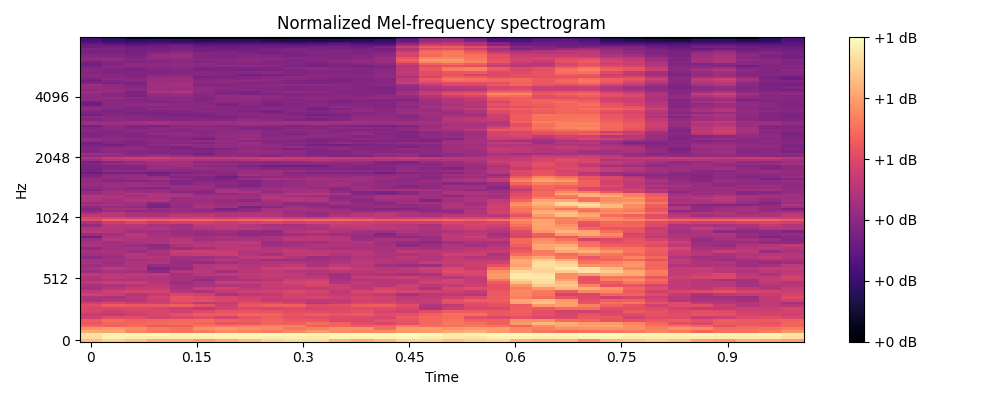 Normalized Mel-frequency spectrogram
Hz
4096
2048
1024
512
0
0 0.15 0.3 0.45 0.6 0.75 0.9
Time
+1 dB
+1 dB
+1 dB
+0 dB
+0 dB
+0 dB